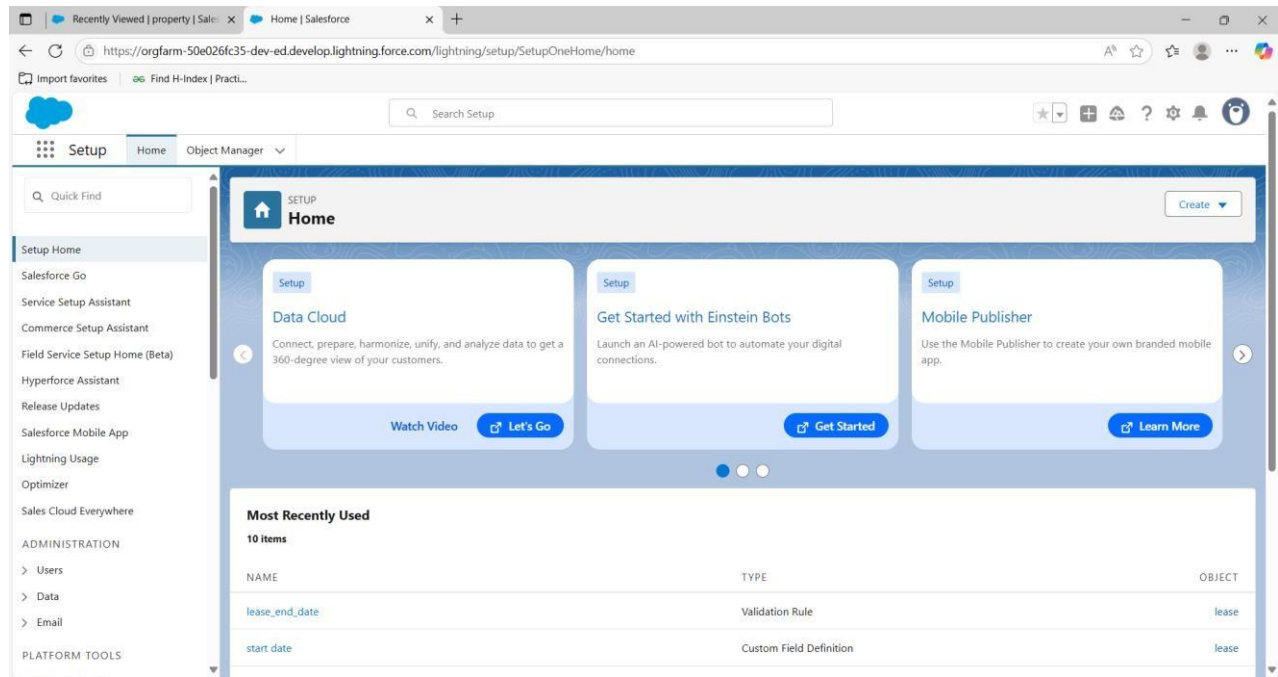 Recently Viewed | property | Sale
Home | Salesforce
https://orgfarm-50e026fc35-dev-ed.develop.lightning.force.com/lightning/setup/SetupOneHome/home
Import favorites
Find H-Index | Practi...
Search Setup
Setup
Home
Object Manager
Quick Find
SETUP
Home
Create
Setup Home
Salesforce Go
Service Setup Assistant
Commerce Setup Assistant
Field Service Setup Home (Beta)
Hyperforce Assistant
Release Updates
Salesforce Mobile App
Lightning Usage
Optimizer
Sales Cloud Everywhere
ADMINISTRATION
Users
Data
Email
PLATFORM TOOLS
Setup
Data Cloud
Connect, prepare, harmonize, unify, and analyze data to get a
360-degree view of your customers.
Watch Video
Let's Go
Setup
Get Started with Einstein Bots
Launch an AI-powered bot to automate your digital
connections.
Get Started
Setup
Mobile Publisher
Use the Mobile Publisher to create your own branded mobile
app.
Learn More
Most Recently Used
10 items
NAME TYPE OBJECT
lease_end_date Validation Rule lease
start date Custom Field Definition lease